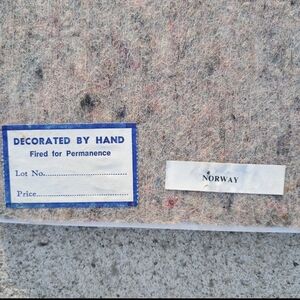 DECORATED BY HAND
Fired for Permanence
Lot No..............................
Price.................................
NORWAY